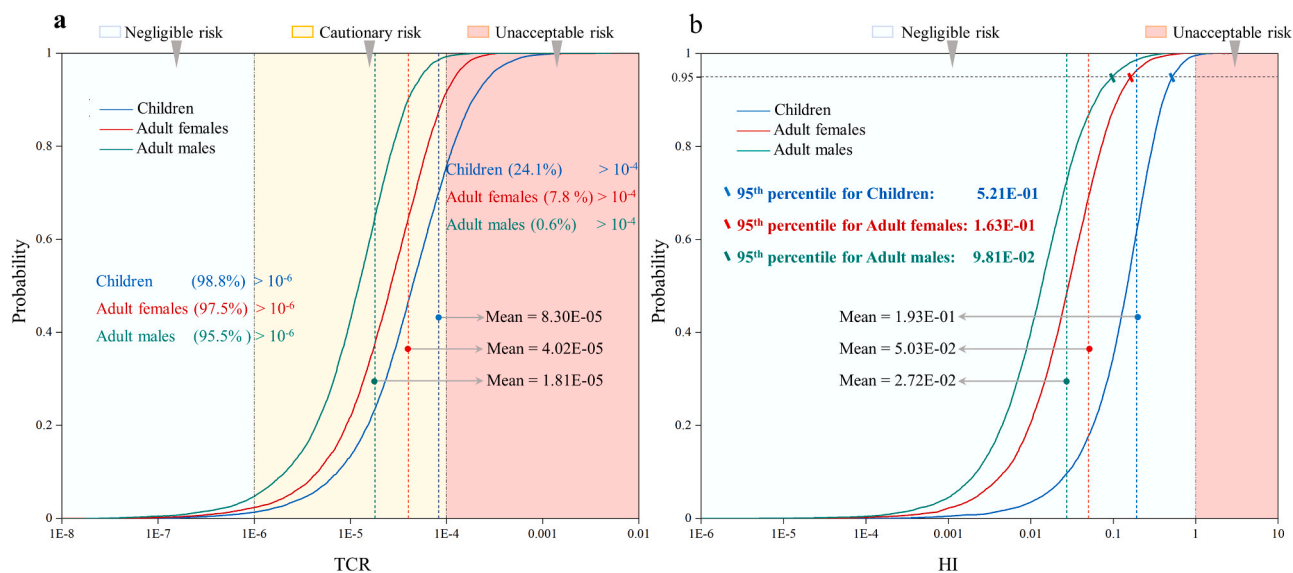 a
Negligible risk
Cautionary risk
Unacceptable risk
1
0.8
0.6
0.4
0.2
0
Probability
Children
Adult females
Adult males
Children (24.1%) > 10-4
Adult females (7.8 %) > 10-4
Adult males (0.6%) > 10-4
Children (98.8%) > 10-6
Adult females (97.5%) > 10-6
Adult males (95.5%) > 10-6
Mean = 8.30E-05
Mean = 4.02E-05
Mean = 1.81E-05
1E-8 1E-7 1E-6 1E-5 1E-4 0.001 0.01
TCR
b
Negligible risk
Unacceptable risk
1
0.95
0.8
0.6
0.4
0.2
0
Probability
Children
Adult females
Adult males
95th percentile for Children: 5.21E-01
95th percentile for Adult females: 1.63E-01
95th percentile for Adult males: 9.81E-02
Mean = 1.93E-01
Mean = 5.03E-02
Mean = 2.72E-02
1E-6 1E-5 1E-4 0.001 0.01 0.1 1 10
HI